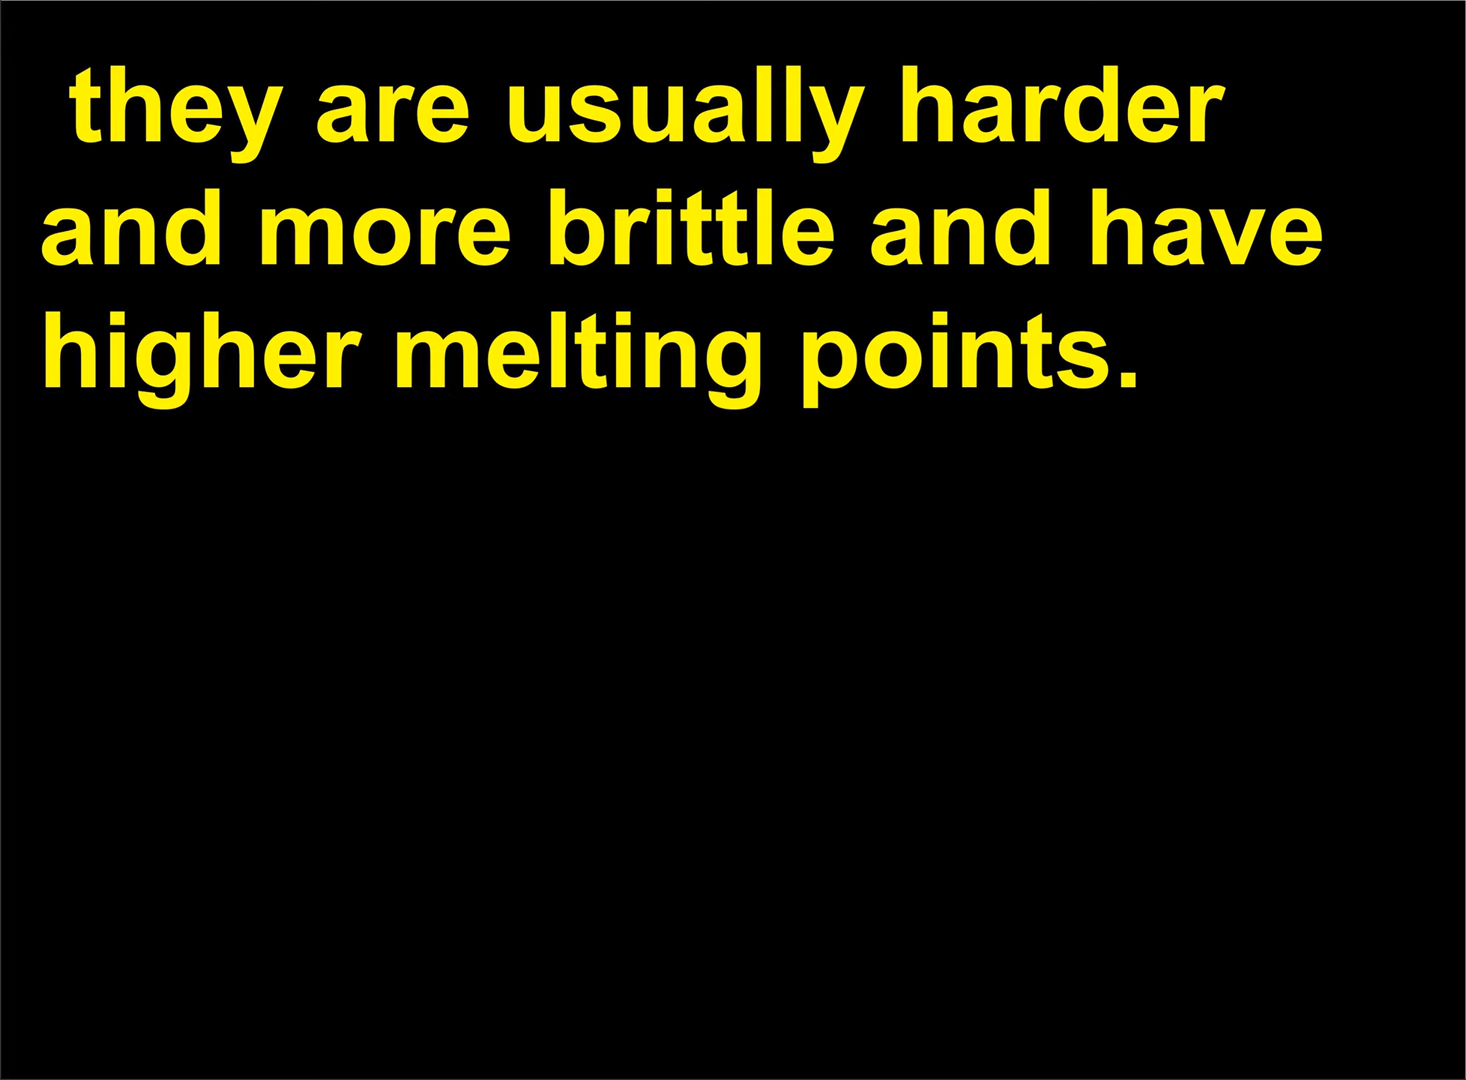 they are usually harder
and more brittle and have
higher melting points.